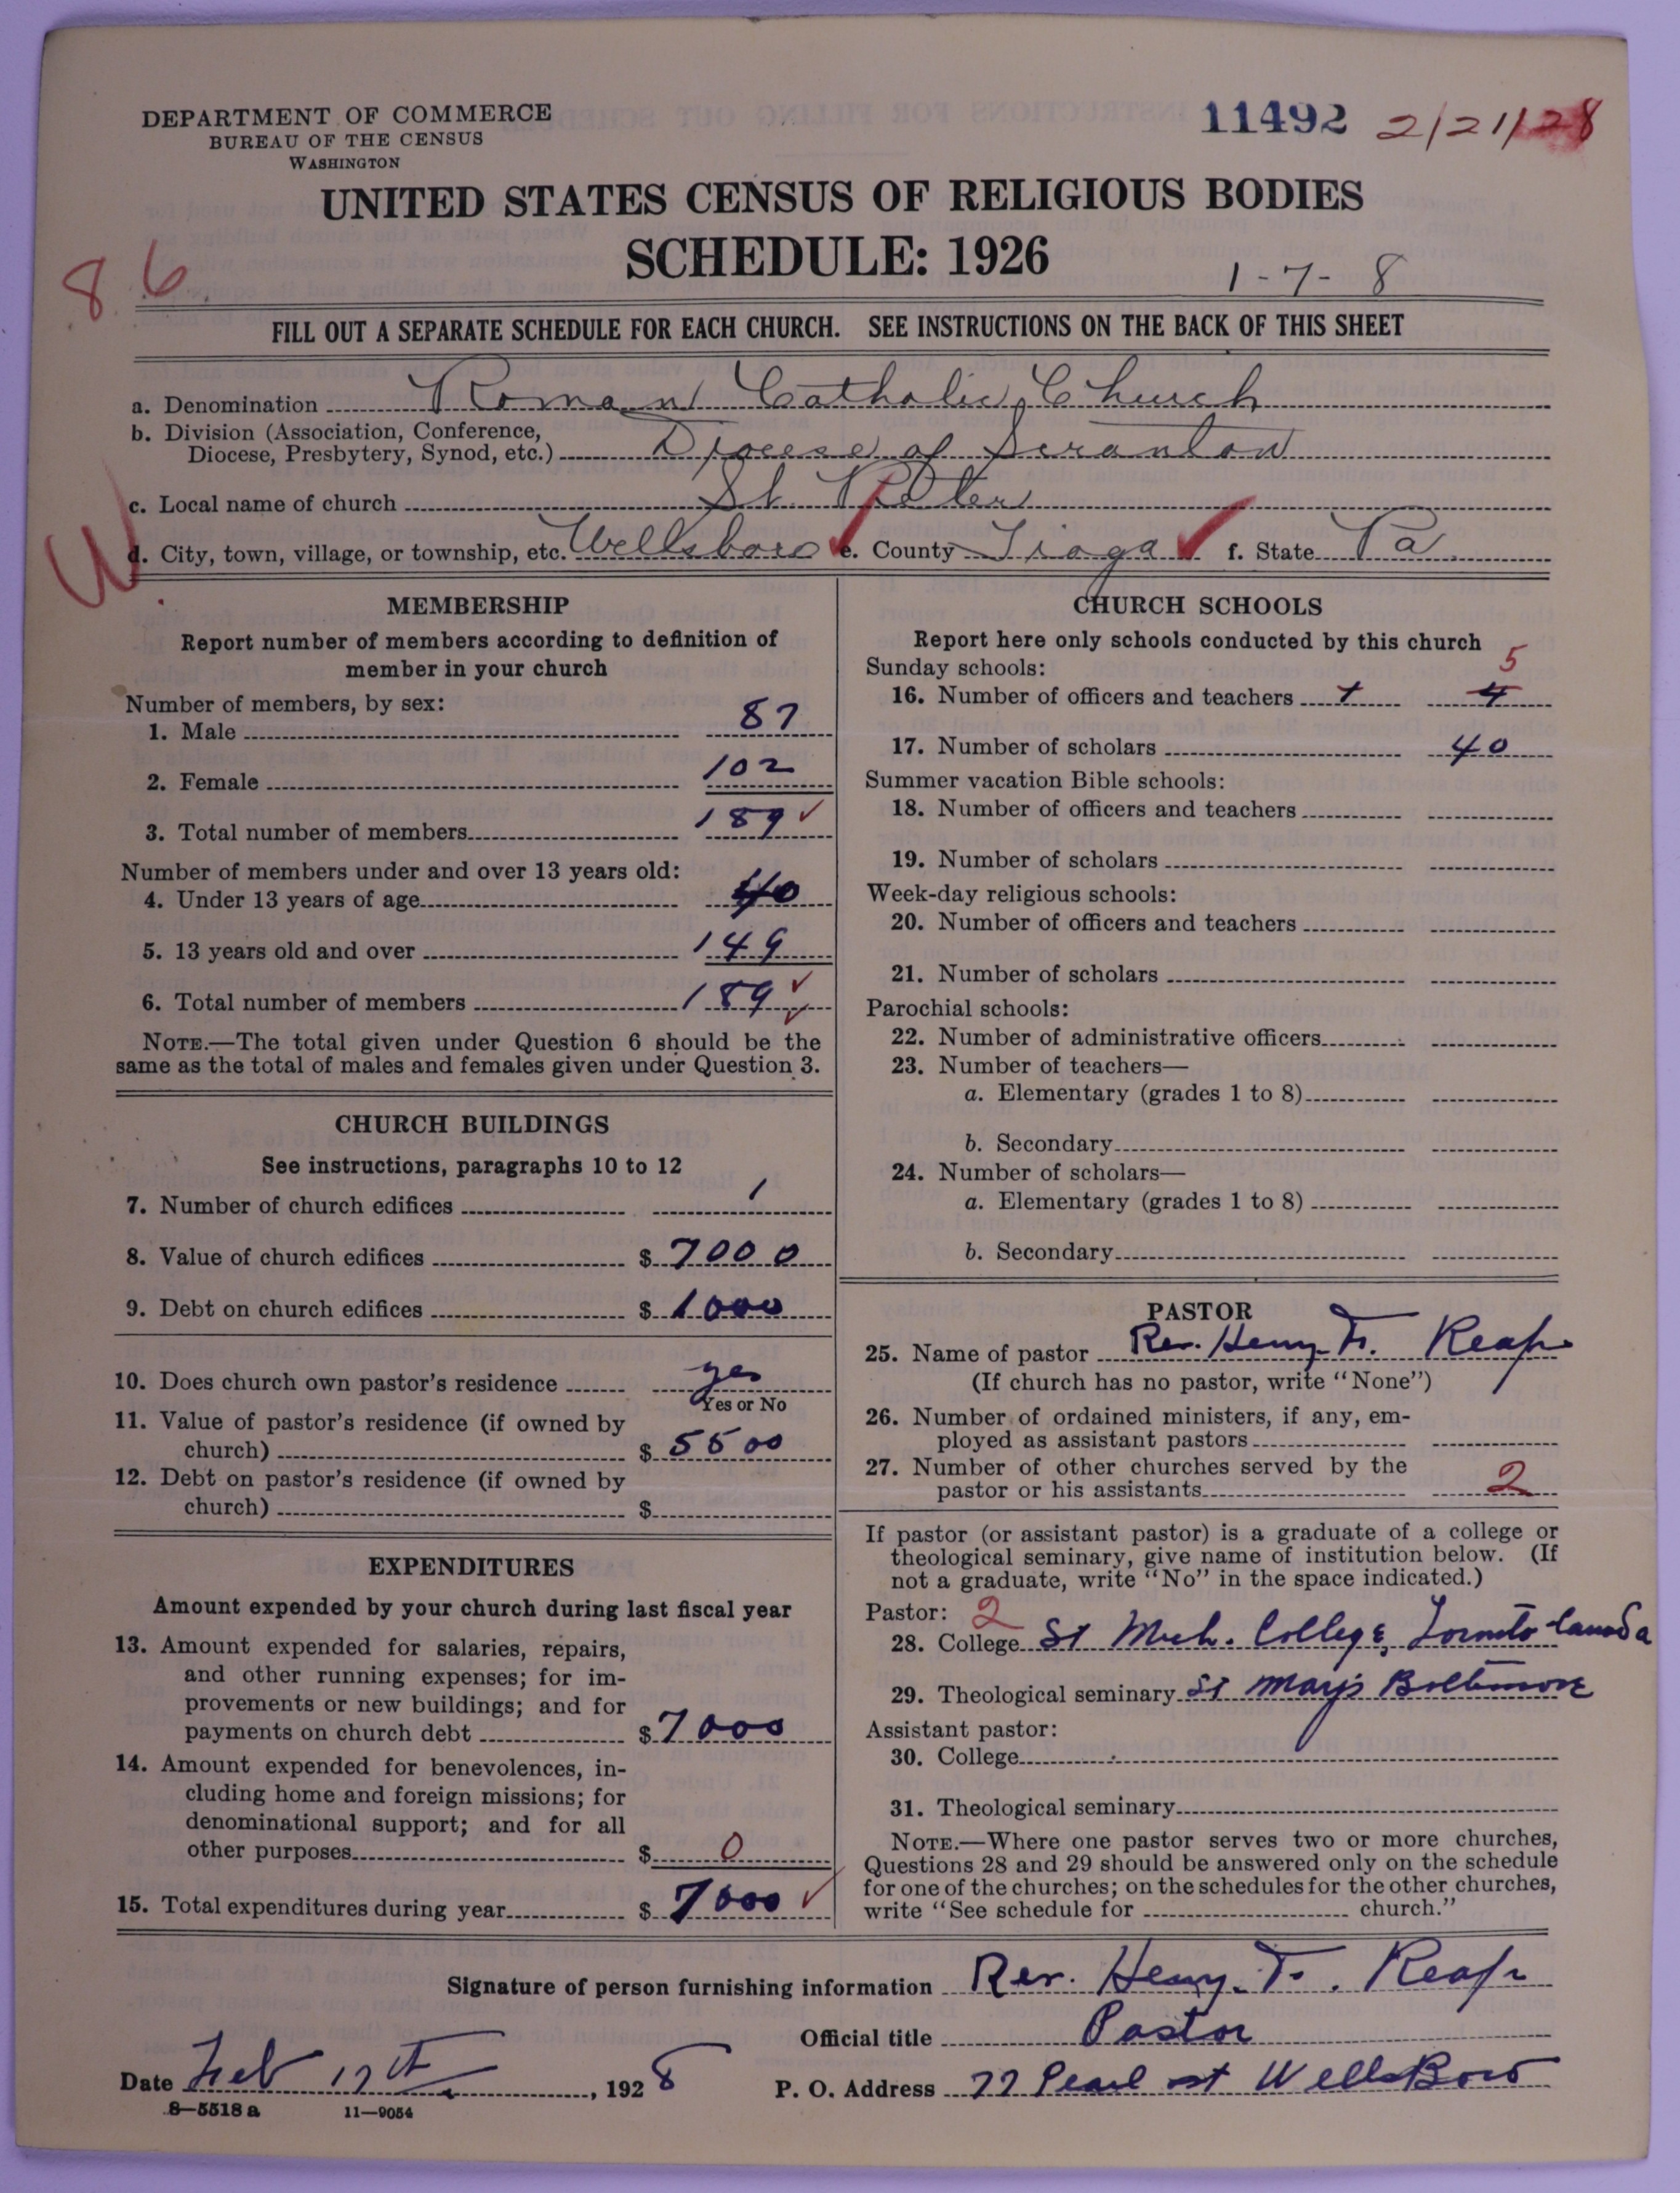 DEPARTMENT OF COMMERCE
BUREAU OF THE CENSUS
WASHINGTON
11492 2/21/28
UNITED STATES CENSUS OF RELIGIOUS BODIES
SCHEDULE: 1926
86
1-7-8
FILL OUT A SEPARATE SCHEDULE FOR EACH CHURCH. SEE INSTRUCTIONS ON THE BACK OF THIS SHEET
a. Denomination Roman Catholic Church
b. Division (Association, Conference,
Diocese, Presbytery, Synod, etc.) Diocese of Scranton
c. Local name of church St. Peter
W
d. City, town, village, or township, etc. Wellsboro e. County Tioga f. State Pa.
MEMBERSHIP
Report number of members according to definition of
member in your church
Number of members, by sex:
1. Male 87
2. Female 102
3. Total number of members 189
Number of members under and over 13 years old:
4. Under 13 years of age 40
5. 13 years old and over 149
6. Total number of members 189
NOTE.—The total given under Question 6 should be the
same as the total of males and females given under Question 3.
CHURCH BUILDINGS
See instructions, paragraphs 10 to 12
7. Number of church edifices 1
8. Value of church edifices $ 7000
9. Debt on church edifices $ 1000
10. Does church own pastor's residence yes
Yes or No
11. Value of pastor's residence (if owned by
church) $ 5500
12. Debt on pastor's residence (if owned by
church) $
EXPENDITURES
Amount expended by your church during last fiscal year
13. Amount expended for salaries, repairs,
and other running expenses; for im-
provements or new buildings; and for
payments on church debt $ 7000
14. Amount expended for benevolences, in-
cluding home and foreign missions; for
denominational support; and for all
other purposes $ 0
15. Total expenditures during year $ 7000
CHURCH SCHOOLS
Report here only schools conducted by this church
Sunday schools:
5
16. Number of officers and teachers 1 4
17. Number of scholars 40
Summer vacation Bible schools:
18. Number of officers and teachers
19. Number of scholars
Week-day religious schools:
20. Number of officers and teachers
21. Number of scholars
Parochial schools:
22. Number of administrative officers
23. Number of teachers—
a. Elementary (grades 1 to 8)
b. Secondary
24. Number of scholars—
a. Elementary (grades 1 to 8)
b. Secondary
PASTOR
25. Name of pastor Rev. Henry F. Reap
(If church has no pastor, write "None")
26. Number of ordained ministers, if any, em-
ployed as assistant pastors
27. Number of other churches served by the
pastor or his assistants 2
If pastor (or assistant pastor) is a graduate of a college or
theological seminary, give name of institution below. (If
not a graduate, write "No" in the space indicated.)
Pastor: 2
28. College St Mich. College, Toronto Canada
29. Theological seminary St Marys Baltimore
Assistant pastor:
30. College
31. Theological seminary
NOTE.—Where one pastor serves two or more churches,
Questions 28 and 29 should be answered only on the schedule
for one of the churches; on the schedules for the other churches,
write "See schedule for church."
Signature of person furnishing information Rev. Henry F. Reap
Official title Pastor
Date Feb 17th, 1928
P. O. Address 77 Pearl st Wellsboro
8—5518 a 11—9054